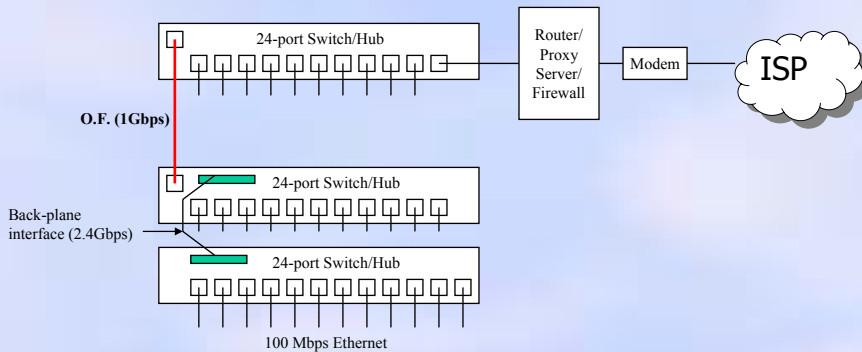 24-port Switch/Hub
Router/
Proxy
Server/
Firewall
Modem
ISP
O.F. (1Gbps)
24-port Switch/Hub
Back-plane
interface (2.4Gbps)
24-port Switch/Hub
100 Mbps Ethernet